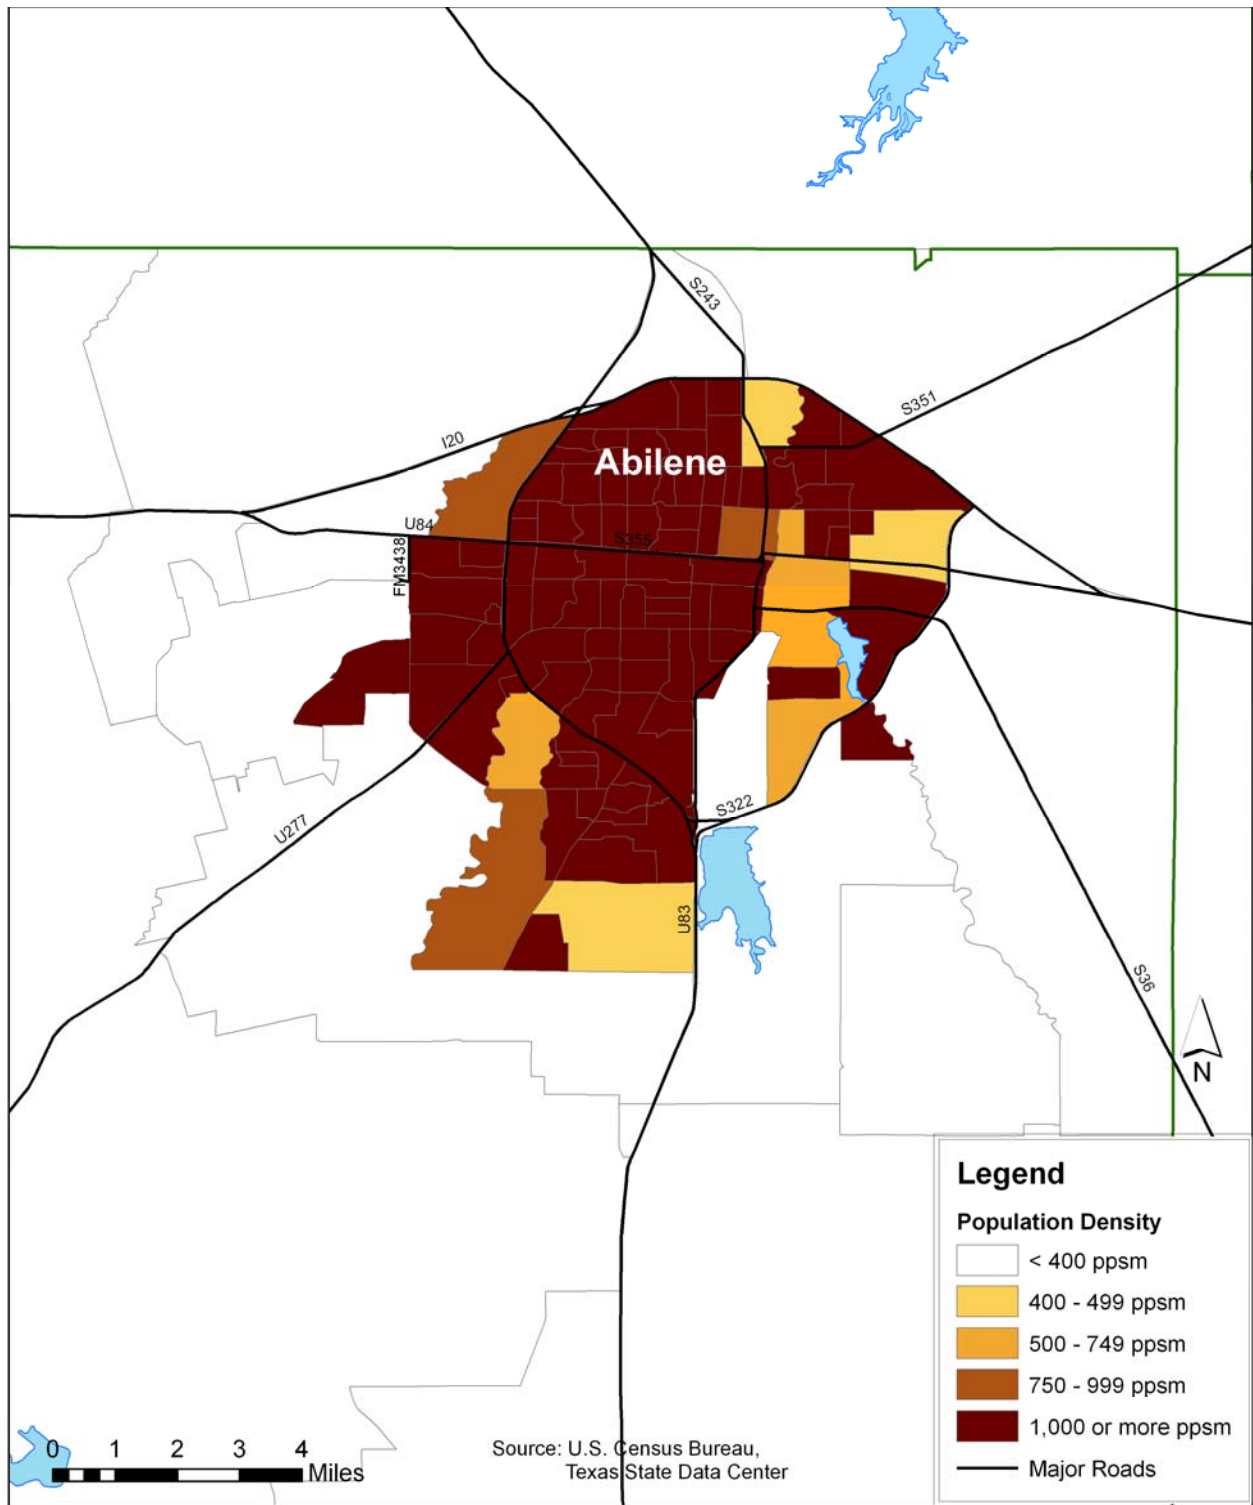 S243
S351
I20
Abilene
U84
S355
FM3438
U277
S322
U83
S36
N
Legend
Population Density
< 400 ppsm
400 - 499 ppsm
500 - 749 ppsm
750 - 999 ppsm
1,000 or more ppsm
Major Roads
0 1 2 3 4
Miles
Source: U.S. Census Bureau,
Texas State Data Center